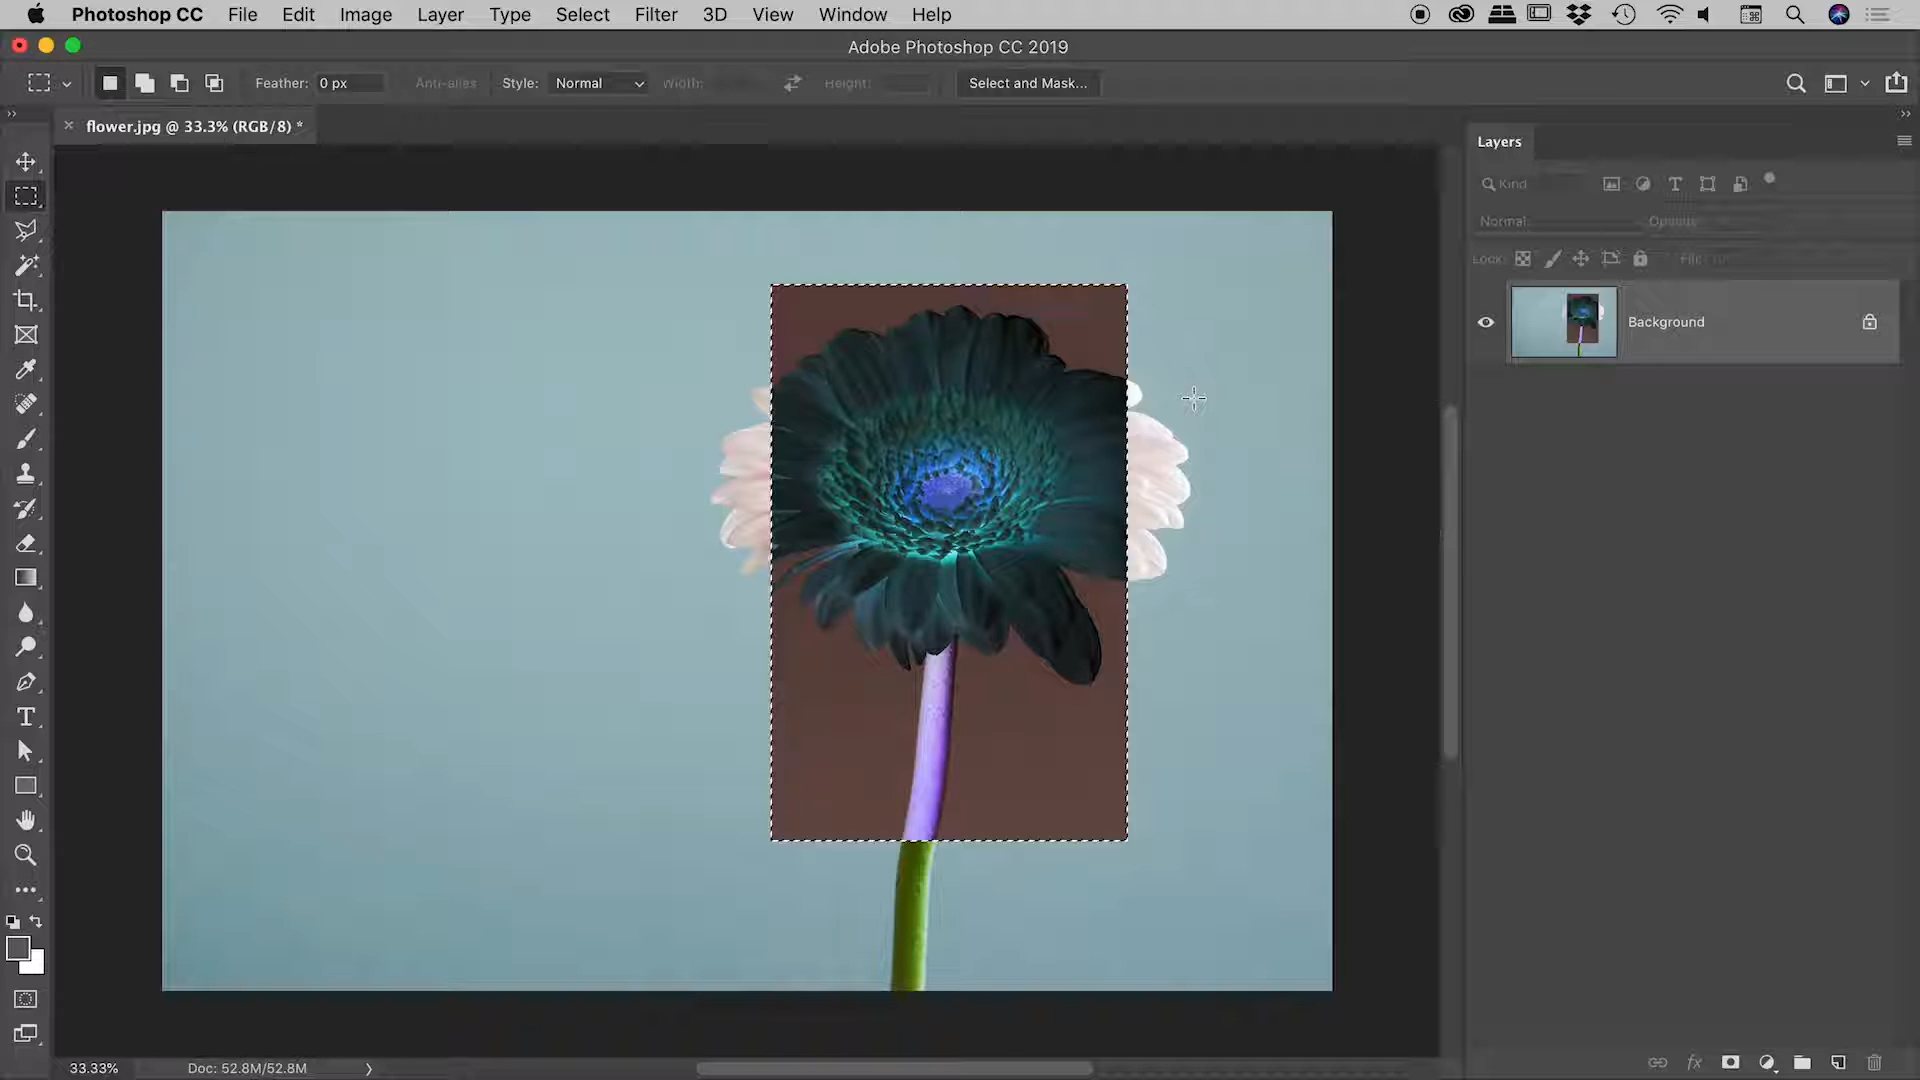 Photoshop CC File Edit Image Layer Type Select Filter 3D View Window Help
Adobe Photoshop CC 2019
Feather: 0 px Anti-alias Style: Normal Width: Height: Select and Mask...
flower.jpg @ 33.3% (RGB/8) *
Layers
Kind
Normal Opacity
Lock: Fill:
Background
33.33% Doc: 52.8M/52.8M